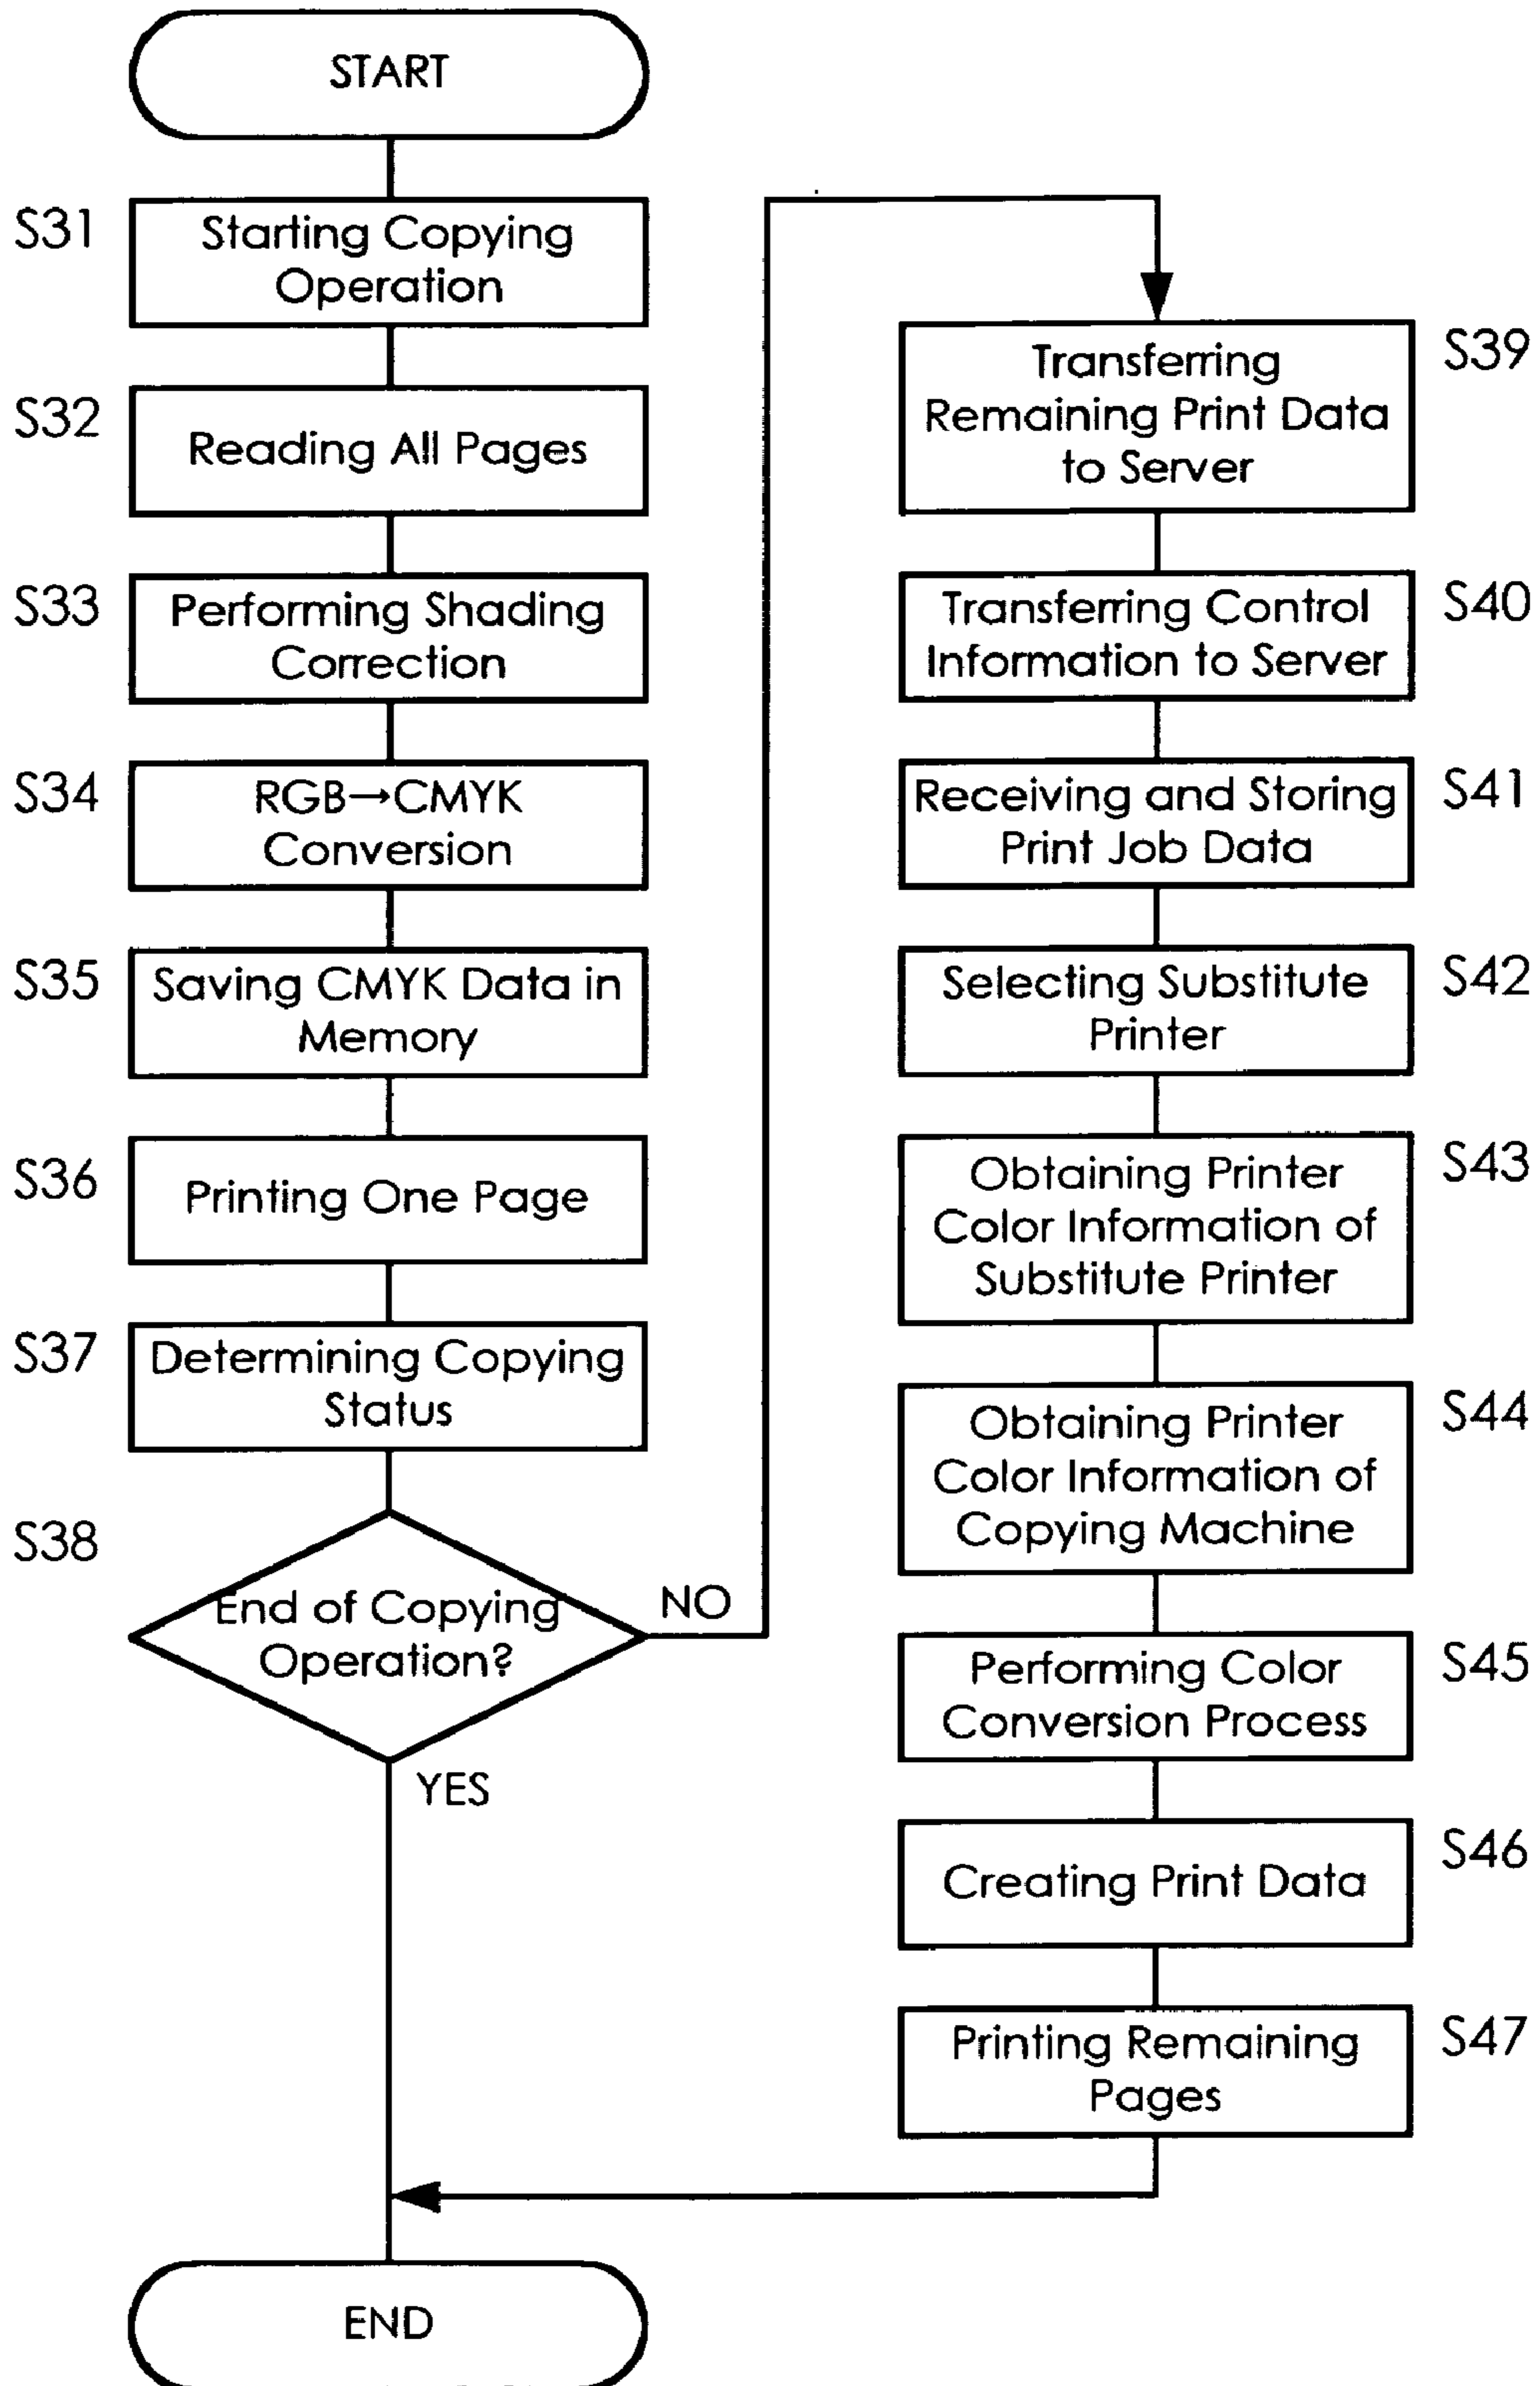 START
S31
Starting Copying
Operation
S32
Reading All Pages
S33
Performing Shading
Correction
S34
RGB→CMYK
Conversion
S35
Saving CMYK Data in
Memory
S36
Printing One Page
S37
Determining Copying
Status
S38
End of Copying
Operation?
NO
YES
S39
Transferring
Remaining Print Data
to Server
S40
Transferring Control
Information to Server
S41
Receiving and Storing
Print Job Data
S42
Selecting Substitute
Printer
S43
Obtaining Printer
Color Information of
Substitute Printer
S44
Obtaining Printer
Color Information of
Copying Machine
S45
Performing Color
Conversion Process
S46
Creating Print Data
S47
Printing Remaining
Pages
END